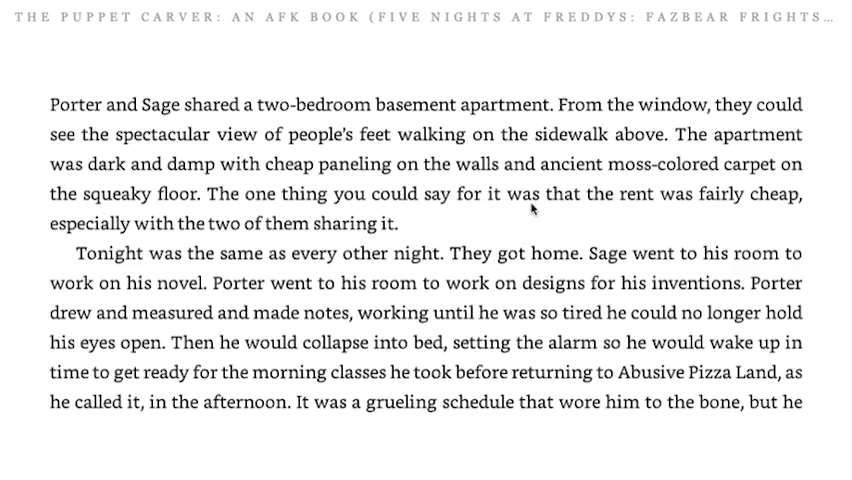 THE PUPPET CARVER: AN AFK BOOK (FIVE NIGHTS AT FREDDYS: FAZBEAR FRIGHTS…
Porter and Sage shared a two-bedroom basement apartment. From the window, they could
see the spectacular view of people’s feet walking on the sidewalk above. The apartment
was dark and damp with cheap paneling on the walls and ancient moss-colored carpet on
the squeaky floor. The one thing you could say for it was that the rent was fairly cheap,
especially with the two of them sharing it.
Tonight was the same as every other night. They got home. Sage went to his room to
work on his novel. Porter went to his room to work on designs for his inventions. Porter
drew and measured and made notes, working until he was so tired he could no longer hold
his eyes open. Then he would collapse into bed, setting the alarm so he would wake up in
time to get ready for the morning classes he took before returning to Abusive Pizza Land, as
he called it, in the afternoon. It was a grueling schedule that wore him to the bone, but he